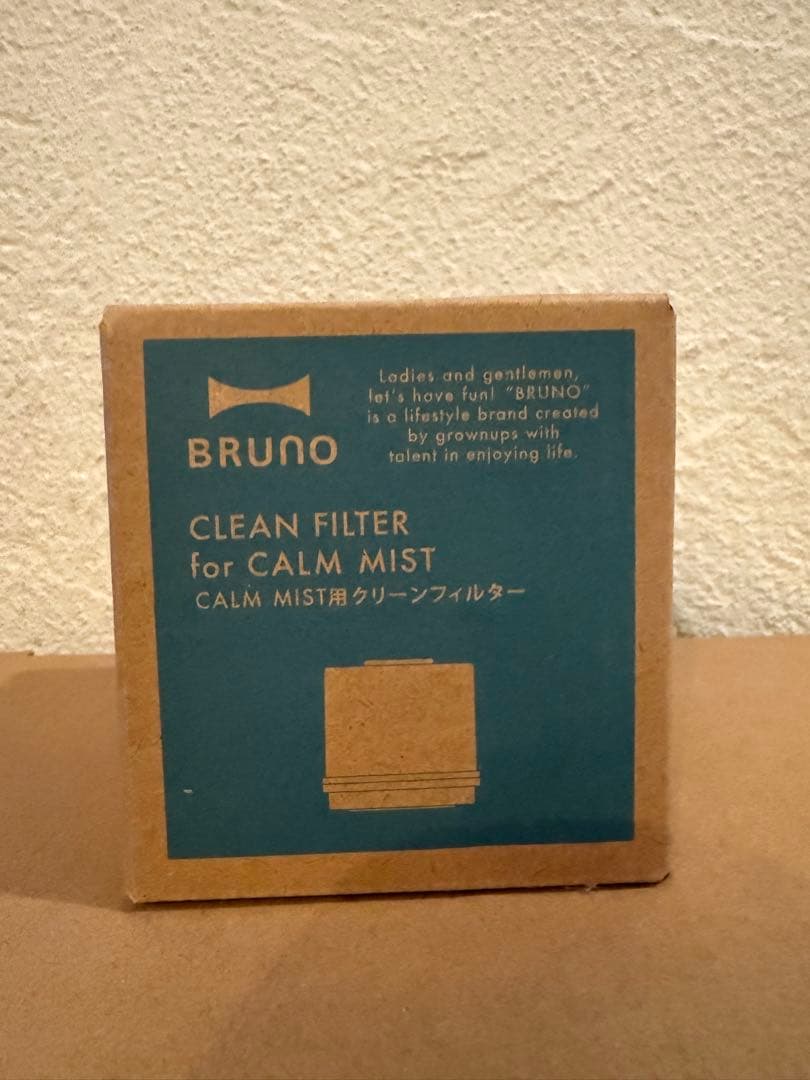 BRUNO
Ladies and gentlemen,
let's have fun! "BRUNO"
is a lifestyle brand created
by grownups with
talent in enjoying life.
CLEAN FILTER
for CALM MIST
CALM MIST用クリーンフィルター